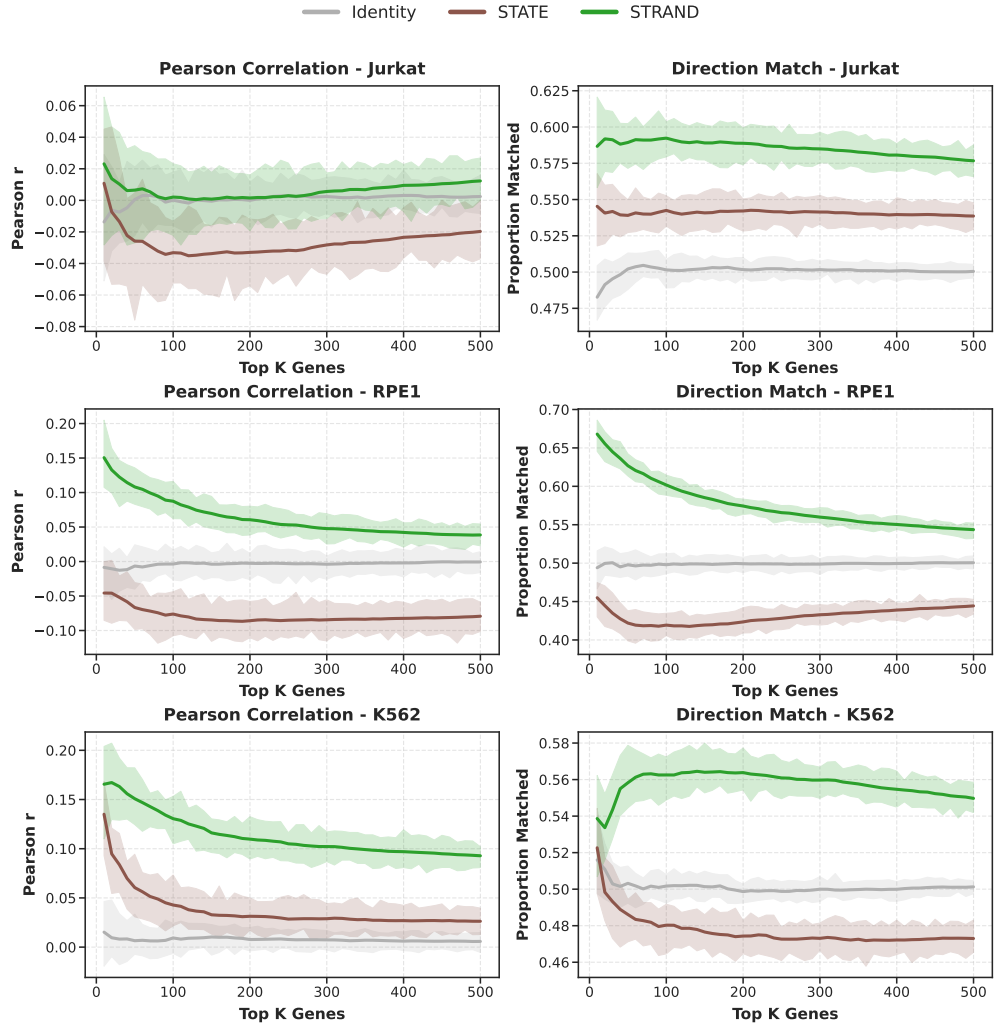 Identity STATE STRAND
Pearson Correlation - Jurkat
Pearson r
0.06
0.04
0.02
0.00
−0.02
−0.04
−0.06
−0.08
0 100 200 300 400 500
Top K Genes
Direction Match - Jurkat
Proportion Matched
0.625
0.600
0.575
0.550
0.525
0.500
0.475
0 100 200 300 400 500
Top K Genes
Pearson Correlation - RPE1
Pearson r
0.20
0.15
0.10
0.05
0.00
−0.05
−0.10
0 100 200 300 400 500
Top K Genes
Direction Match - RPE1
Proportion Matched
0.70
0.65
0.60
0.55
0.50
0.45
0.40
0 100 200 300 400 500
Top K Genes
Pearson Correlation - K562
Pearson r
0.20
0.15
0.10
0.05
0.00
0 100 200 300 400 500
Top K Genes
Direction Match - K562
Proportion Matched
0.58
0.56
0.54
0.52
0.50
0.48
0.46
0 100 200 300 400 500
Top K Genes